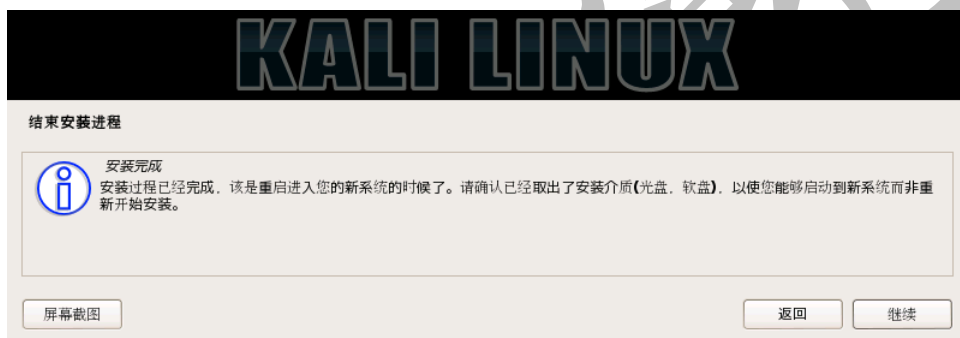 KALI LINUX
结束安装进程
安装完成
安装过程已经完成，该是重启进入您的新系统的时候了。请确认已经取出了安装介质(光盘，软盘)，以使您能够启动到新系统而非重
新开始安装。
屏幕截图
返回
继续